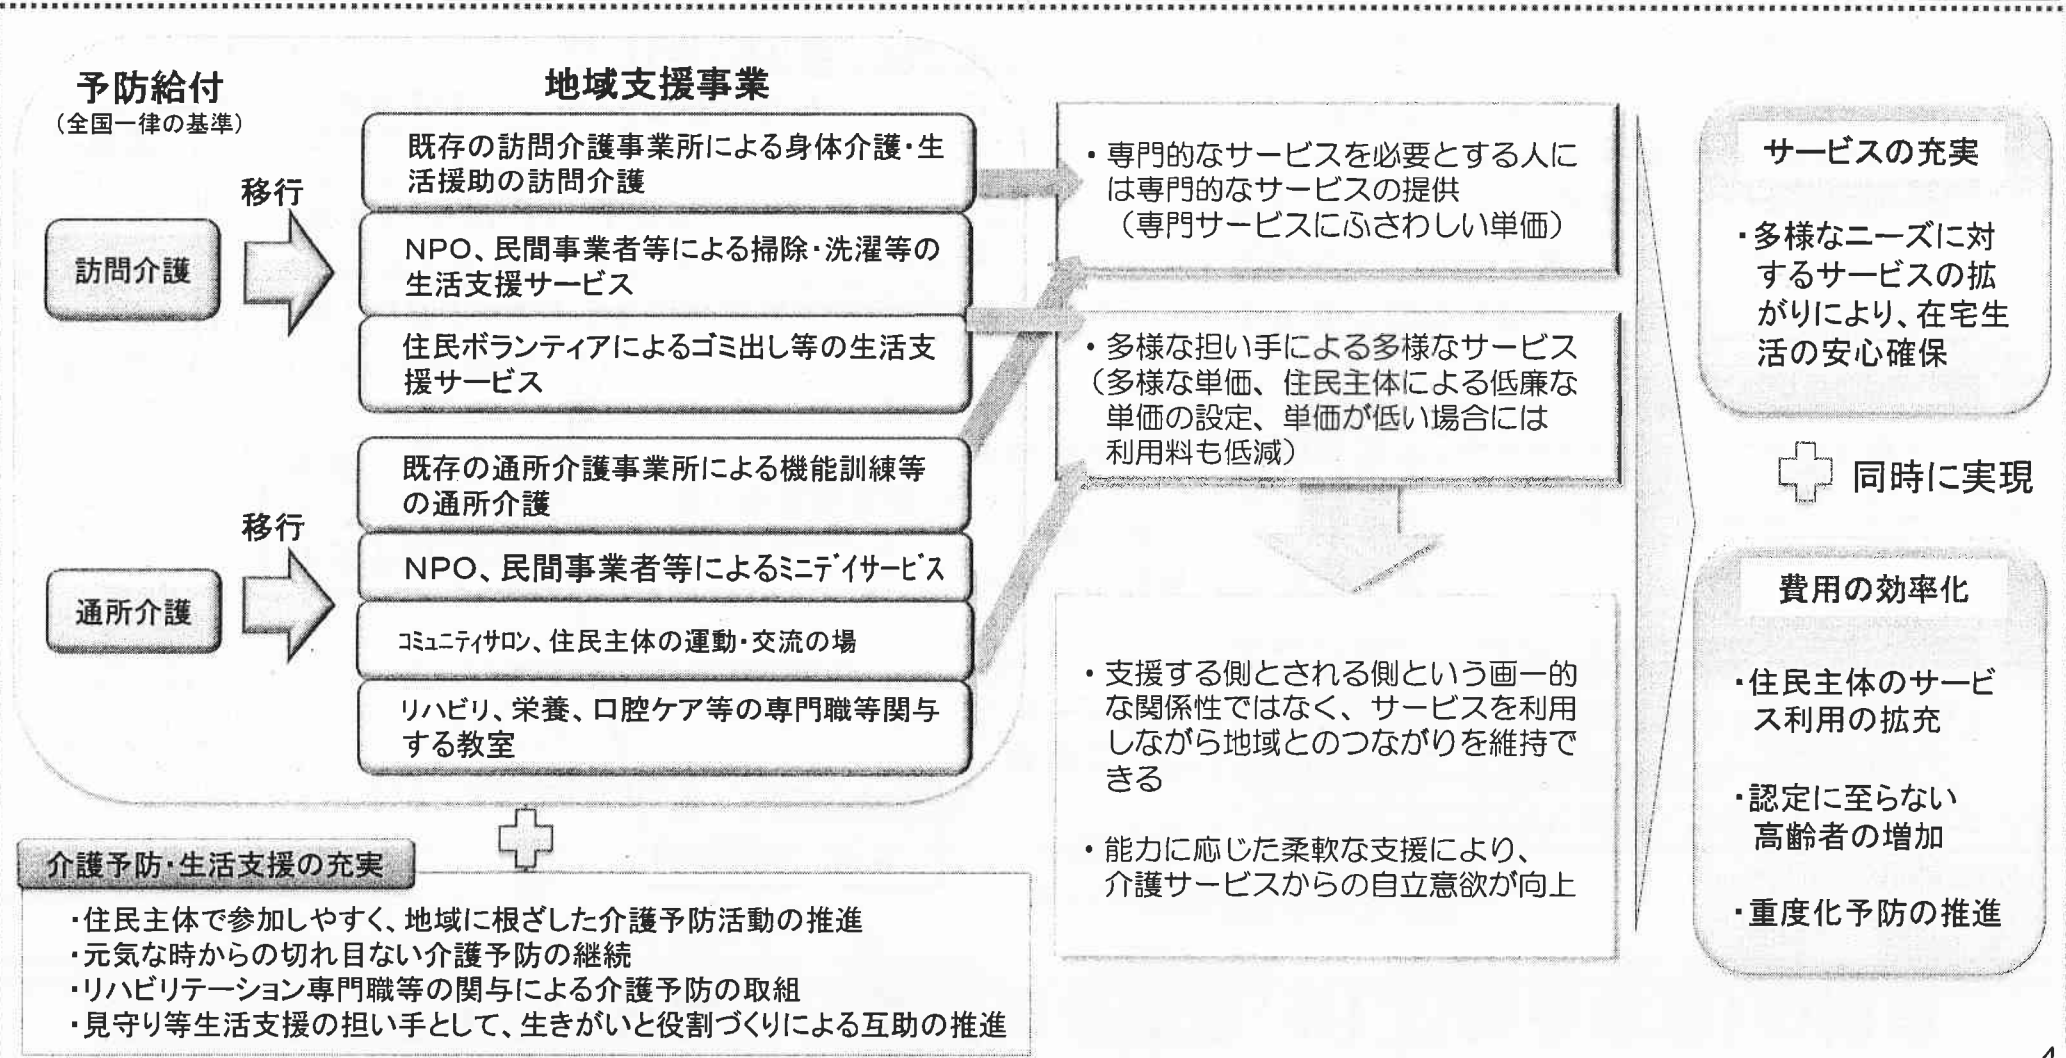 予防給付
(全国一律の基準)
地域支援事業
移行
訪問介護
既存の訪問介護事業所による身体介護・生
活援助の訪問介護
NPO、民間事業者等による掃除・洗濯等の
生活支援サービス
住民ボランティアによるゴミ出し等の生活支
援サービス
移行
通所介護
既存の通所介護事業所による機能訓練等
の通所介護
NPO、民間事業者等によるミニデイサービス
コミュニティサロン、住民主体の運動・交流の場
リハビリ、栄養、口腔ケア等の専門職等関与
する教室
介護予防・生活支援の充実
・住民主体で参加しやすく、地域に根ざした介護予防活動の推進
・元気な時からの切れ目ない介護予防の継続
・リハビリテーション専門職等の関与による介護予防の取組
・見守り等生活支援の担い手として、生きがいと役割づくりによる互助の推進
・専門的なサービスを必要とする人に
は専門的なサービスの提供
(専門サービスにふさわしい単価)
・多様な担い手による多様なサービス
(多様な単価、住民主体による低廉な
単価の設定、単価が低い場合には
利用料も低減)
・支援する側とされる側という画一的
な関係性ではなく、サービスを利用
しながら地域とのつながりを維持で
きる
・能力に応じた柔軟な支援により、
介護サービスからの自立意欲が向上
サービスの充実
・多様なニーズに対
するサービスの拡
がりにより、在宅生
活の安心確保
同時に実現
費用の効率化
・住民主体のサービ
ス利用の拡充
・認定に至らない
高齢者の増加
・重度化予防の推進
4